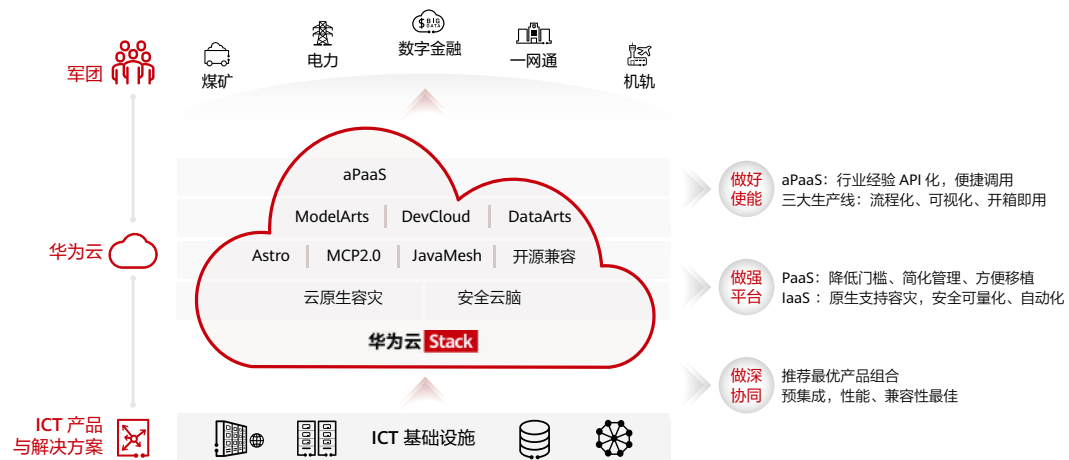 军团
煤矿
电力
$ BIG
DATA
数字金融
一网通
机轨
华为云
aPaaS
ModelArts DevCloud DataArts
Astro MCP2.0 JavaMesh 开源兼容
云原生容灾 安全云脑
华为云 Stack
做好
使能
aPaaS：行业经验 API 化，便捷调用
三大生产线：流程化、可视化、开箱即用
做强
平台
PaaS：降低门槛、简化管理、方便移植
IaaS ：原生支持容灾，安全可量化、自动化
做深
协同
推荐最优产品组合
预集成，性能、兼容性最佳
ICT 产品
与解决方案
ICT 基础设施